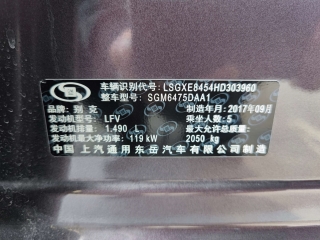 车辆识别代号: LSGXE8454HD303960
整车型号: SGM6475DAA1
品牌: 别克 制造年月: 2017年09月
发动机型号: LFV 乘坐人数: 5
发动机排量: 1.490 L 最大允许总质量:
发动机最大净功率: 119 kW 2050 kg
中国 上汽通用东岳汽车有限公司制造